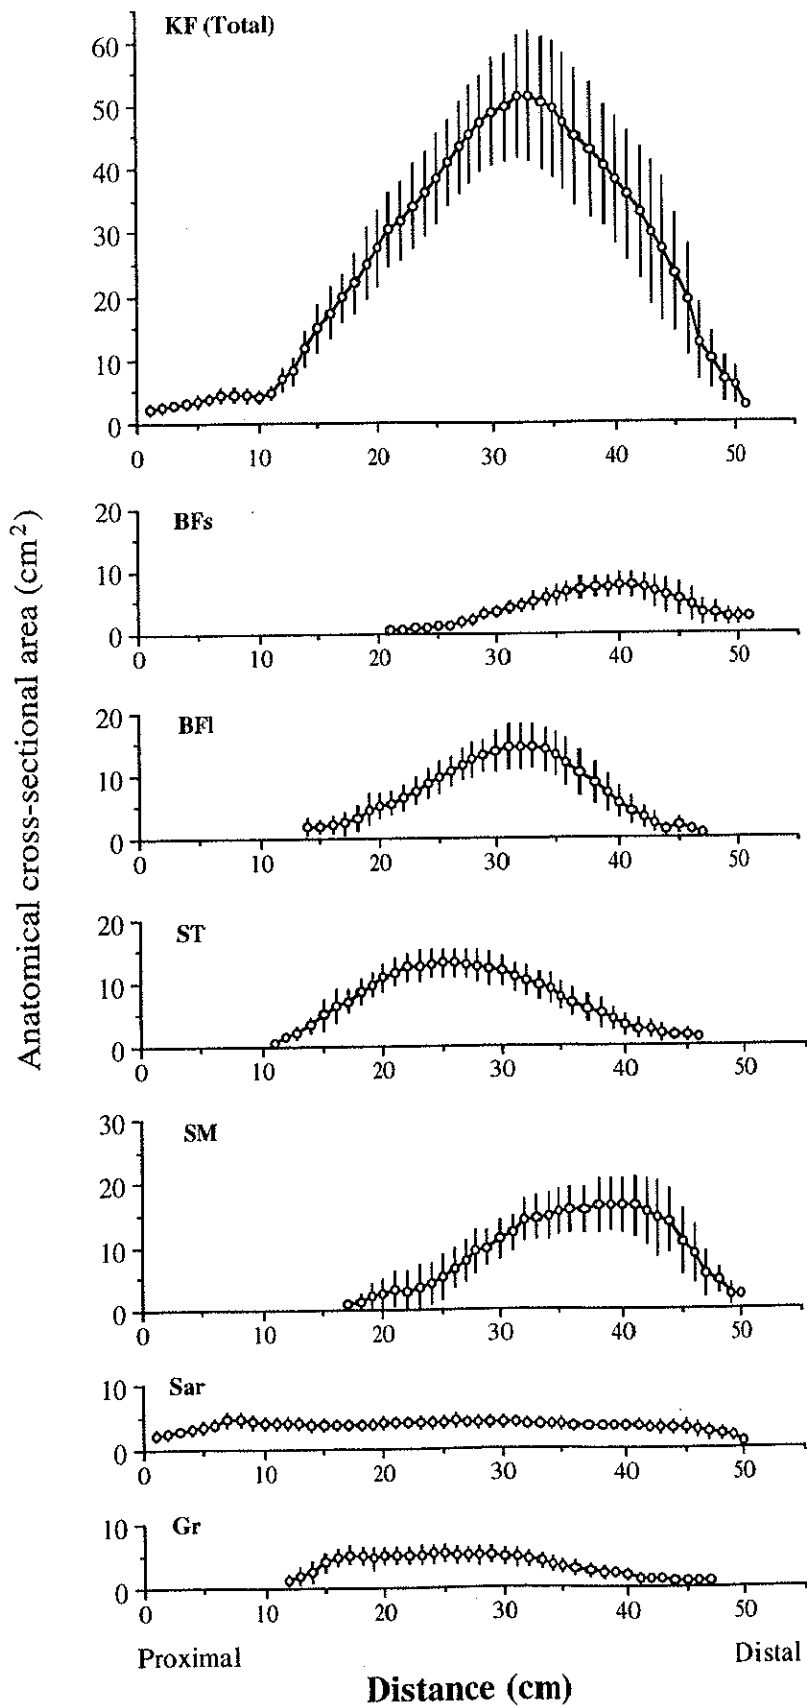 KF (Total)
60
50
40
30
20
10
0
0 10 20 30 40 50
Anatomical cross-sectional area (cm²)
BFs
20
10
0
0 10 20 30 40 50
BFl
20
10
0
0 10 20 30 40 50
ST
20
10
0
0 10 20 30 40 50
SM
30
20
10
0
0 10 20 30 40 50
Sar
10
0
0 10 20 30 40 50
Gr
10
0
0 10 20 30 40 50
Proximal Distal
Distance (cm)